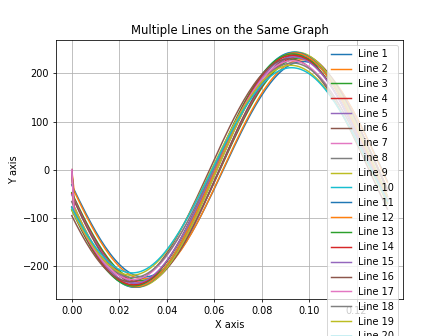 Multiple Lines on the Same Graph
Y axis
200
100
0
−100
−200
0.00
0.02
0.04
0.06
0.08
0.10
X axis
Line 1
Line 2
Line 3
Line 4
Line 5
Line 6
Line 7
Line 8
Line 9
Line 10
Line 11
Line 12
Line 13
Line 14
Line 15
Line 16
Line 17
Line 18
Line 19
Line 20